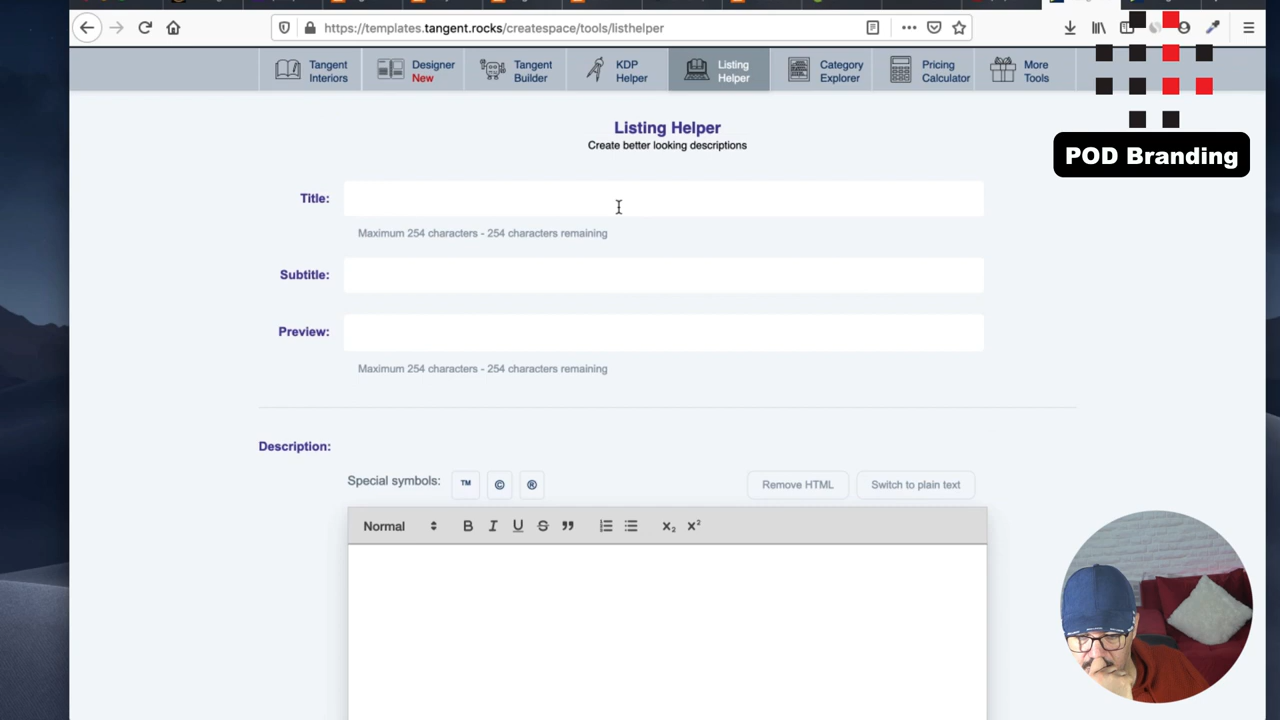 https://templates.tangent.rocks/createspace/tools/listhelper
Tangent Interiors
Designer New
Tangent Builder
KDP Helper
Listing Helper
Category Explorer
Pricing Calculator
More Tools
POD Branding
Listing Helper
Create better looking descriptions
Title:
Maximum 254 characters - 254 characters remaining
Subtitle:
Preview:
Maximum 254 characters - 254 characters remaining
Description:
Special symbols: ™ © ® Remove HTML Switch to plain text
Normal B I U S ” X₂ X²